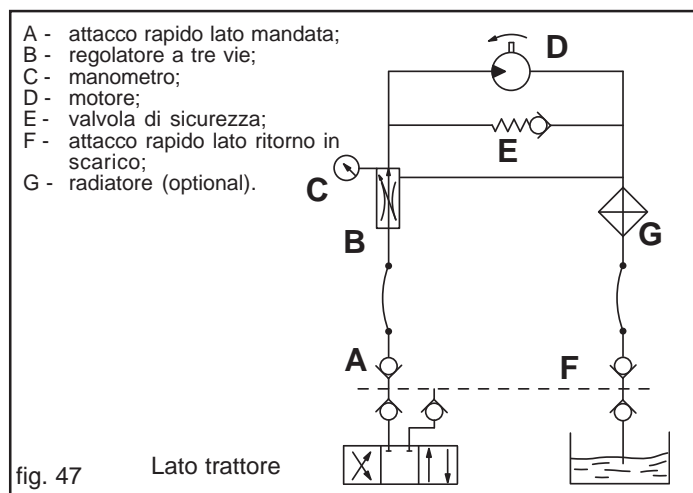 A - attacco rapido lato mandata;
B - regolatore a tre vie;
C - manometro;
D - motore;
E - valvola di sicurezza;
F - attacco rapido lato ritorno in
scarico;
G - radiatore (optional).
D
E
C
B
G
A
F
fig. 47
Lato trattore